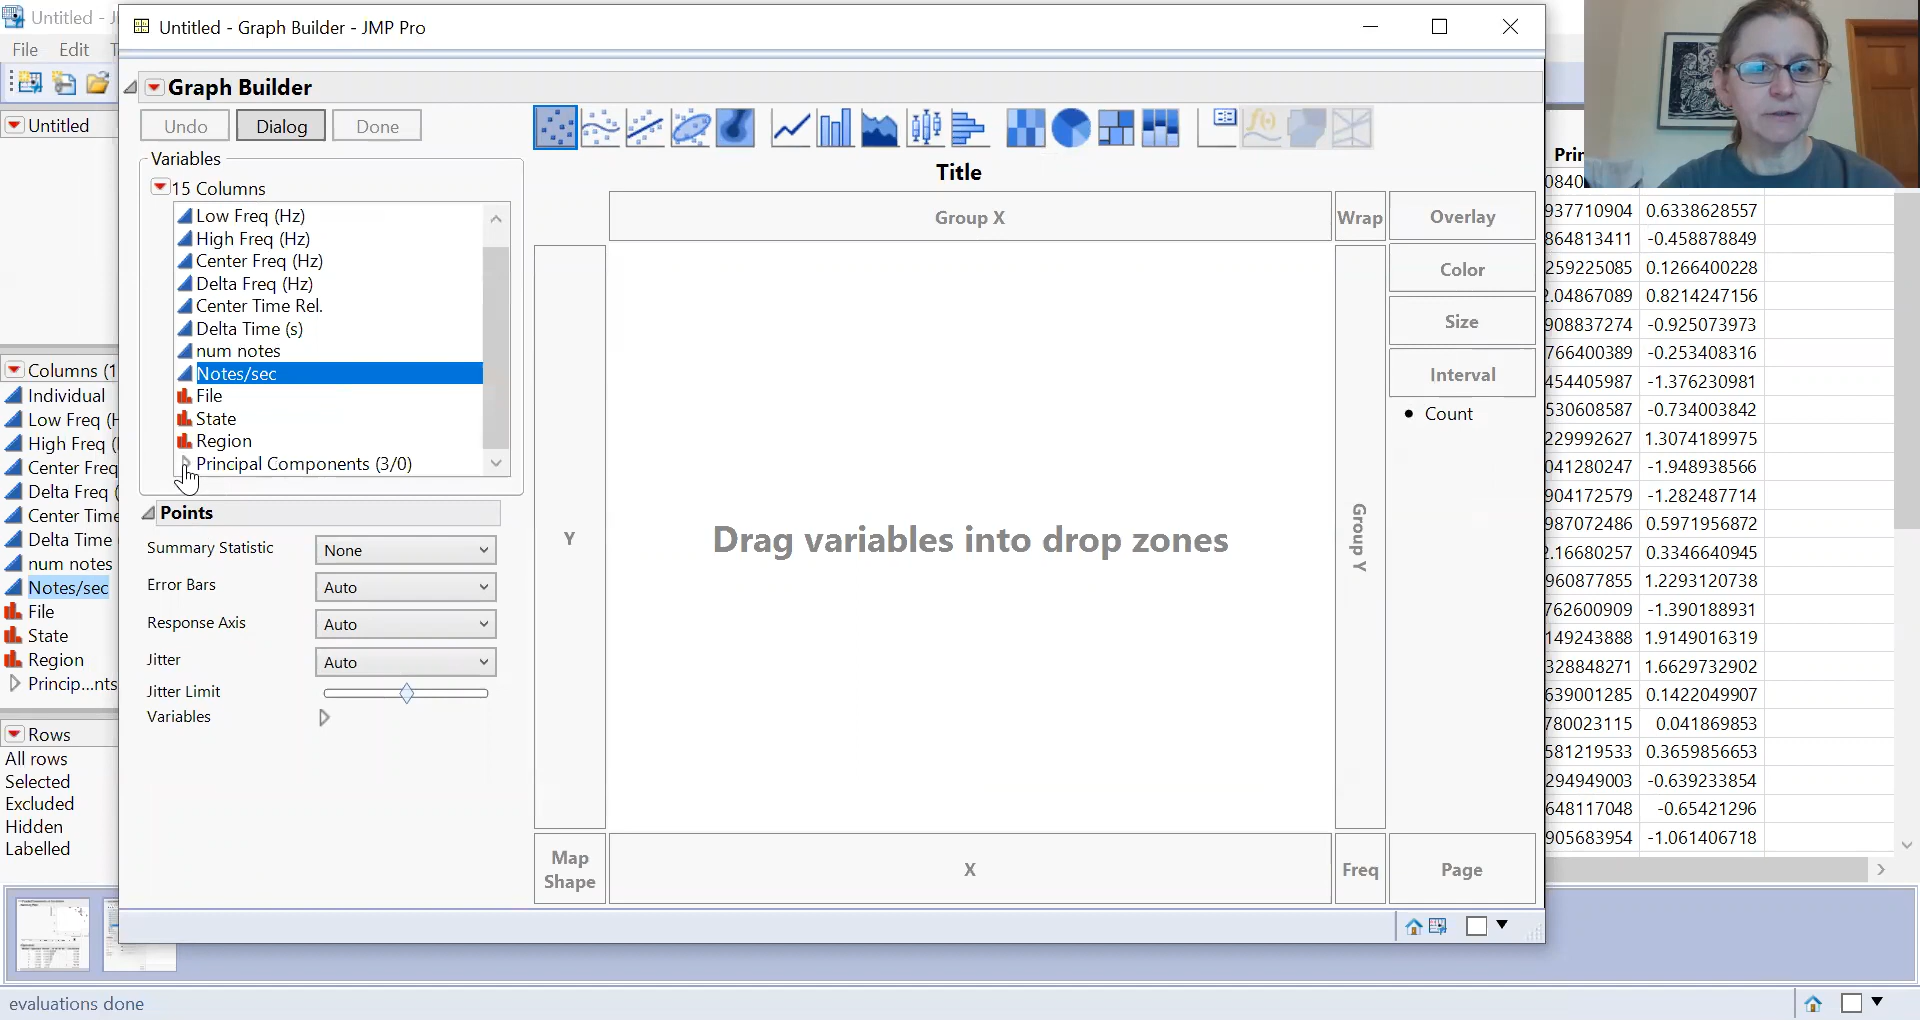 Untitled - J
Untitled - Graph Builder - JMP Pro
File Edit T
Graph Builder
Undo Dialog Done
Untitled
Variables
15 Columns
Low Freq (Hz)
High Freq (Hz)
Center Freq (Hz)
Delta Freq (Hz)
Center Time Rel.
Delta Time (s)
num notes
Notes/sec
File
State
Region
Principal Components (3/0)
Points
Summary Statistic None
Error Bars Auto
Response Axis Auto
Jitter Auto
Jitter Limit
Variables
Title
Group X
Wrap
Overlay
Color
Size
Interval
Count
Y
Drag variables into drop zones
Group Y
Map
Shape
X
Freq
Page
Columns (1
Individual
Low Freq (H
High Freq (
Center Freq
Delta Freq (
Center Time
Delta Time
num notes
Notes/sec
File
State
Region
Princip...nts
Rows
All rows
Selected
Excluded
Hidden
Labelled
Prin
0840
937710904 0.6338628557
864813411 -0.458878849
259225085 0.1266400228
2.04867089 0.8214247156
908837274 -0.925073973
766400389 -0.253408316
454405987 -1.376230981
530608587 -0.734003842
229992627 1.3074189975
041280247 -1.948938566
904172579 -1.282487714
987072486 0.5971956872
2.16680257 0.3346640945
960877855 1.2293120738
762600909 -1.390188931
149243888 1.9149016319
328848271 1.6629732902
639001285 0.1422049907
780023115 0.041869853
581219533 0.3659856653
294949003 -0.639233854
648117048 -0.65421296
905683954 -1.061406718
evaluations done